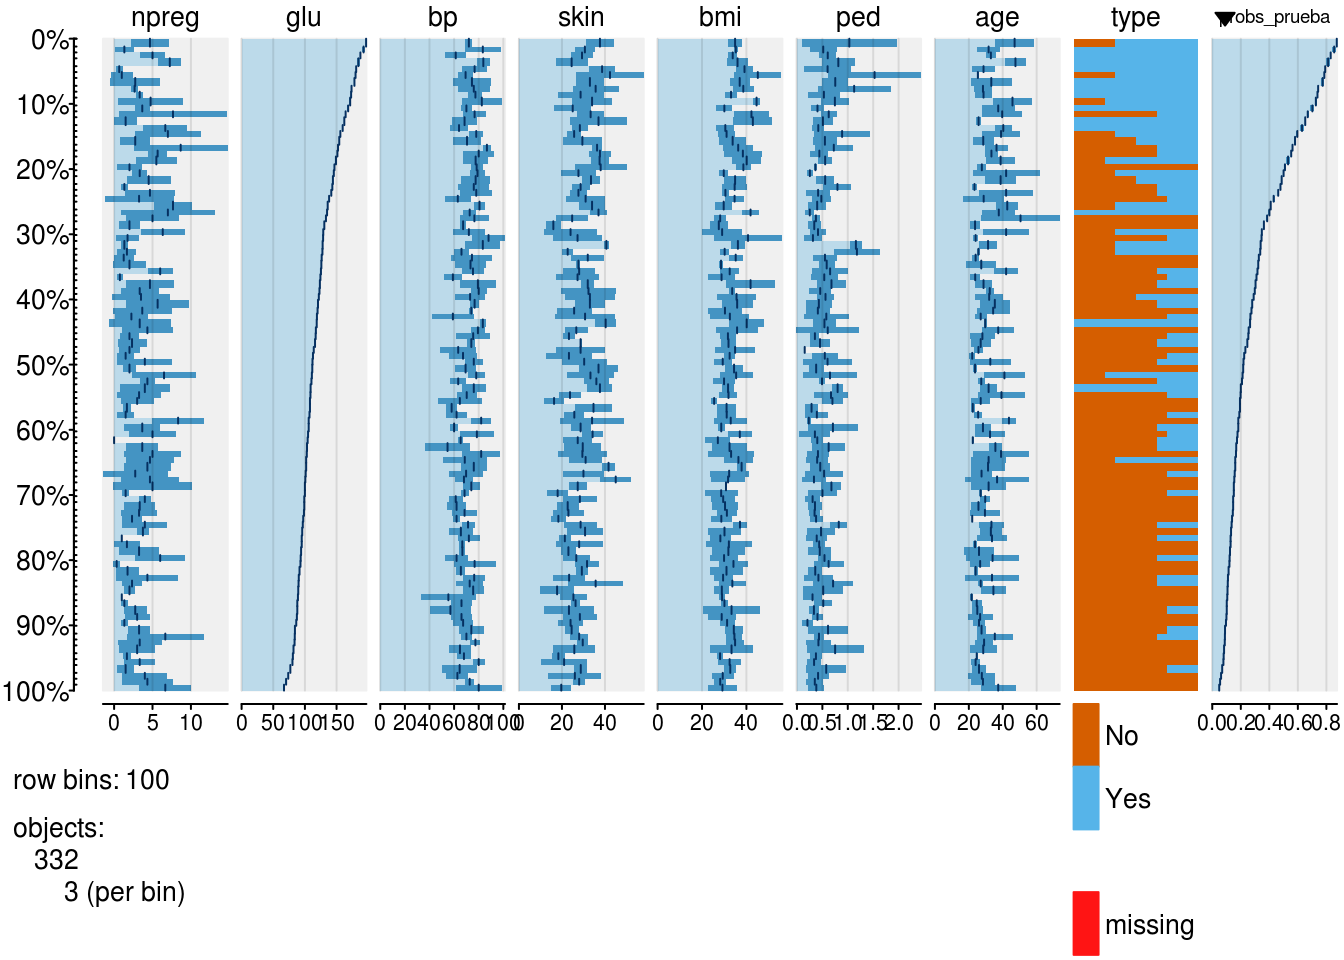 npreg glu bp skin bmi ped age type probs_prueba
0%
10%
20%
30%
40%
50%
60%
70%
80%
90%
100%
0 5 10 0 50 100 150 0 20 40 60 80 100 0 20 40 0 20 40 0.0 0.5 1.0 1.5 2.0 0 20 40 60 0.0 0.2 0.4 0.6 0.8
No
row bins: 100
Yes
objects:
332
3 (per bin)
missing